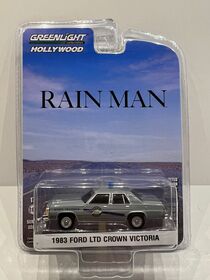 GREENLIGHT
HOLLYWOOD
RAIN MAN
1983 FORD LTD CROWN VICTORIA